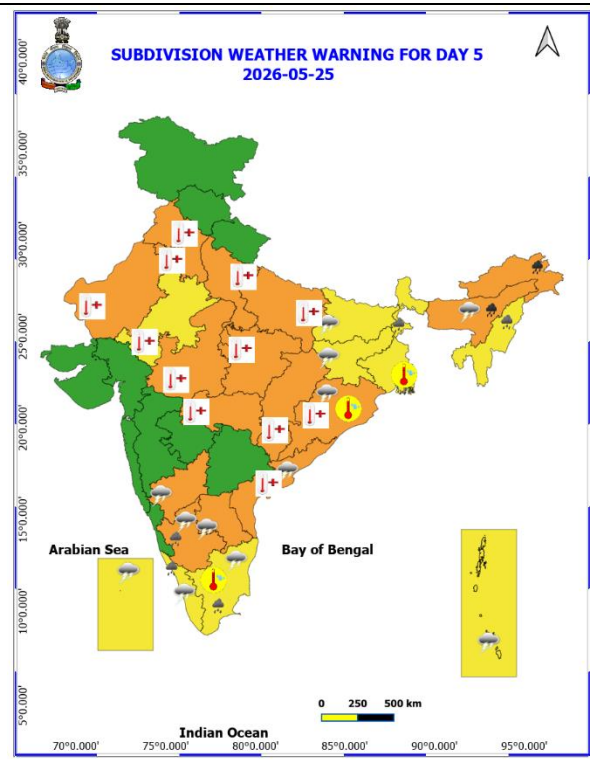 SUBDIVISION WEATHER WARNING FOR DAY 5
2026-05-25
40°0.000'
35°0.000'
30°0.000'
25°0.000'
20°0.000'
15°0.000'
10°0.000'
5°0.000'
Arabian Sea
Bay of Bengal
0 250 500 km
Indian Ocean
70°0.000' 75°0.000' 80°0.000' 85°0.000' 90°0.000' 95°0.000'